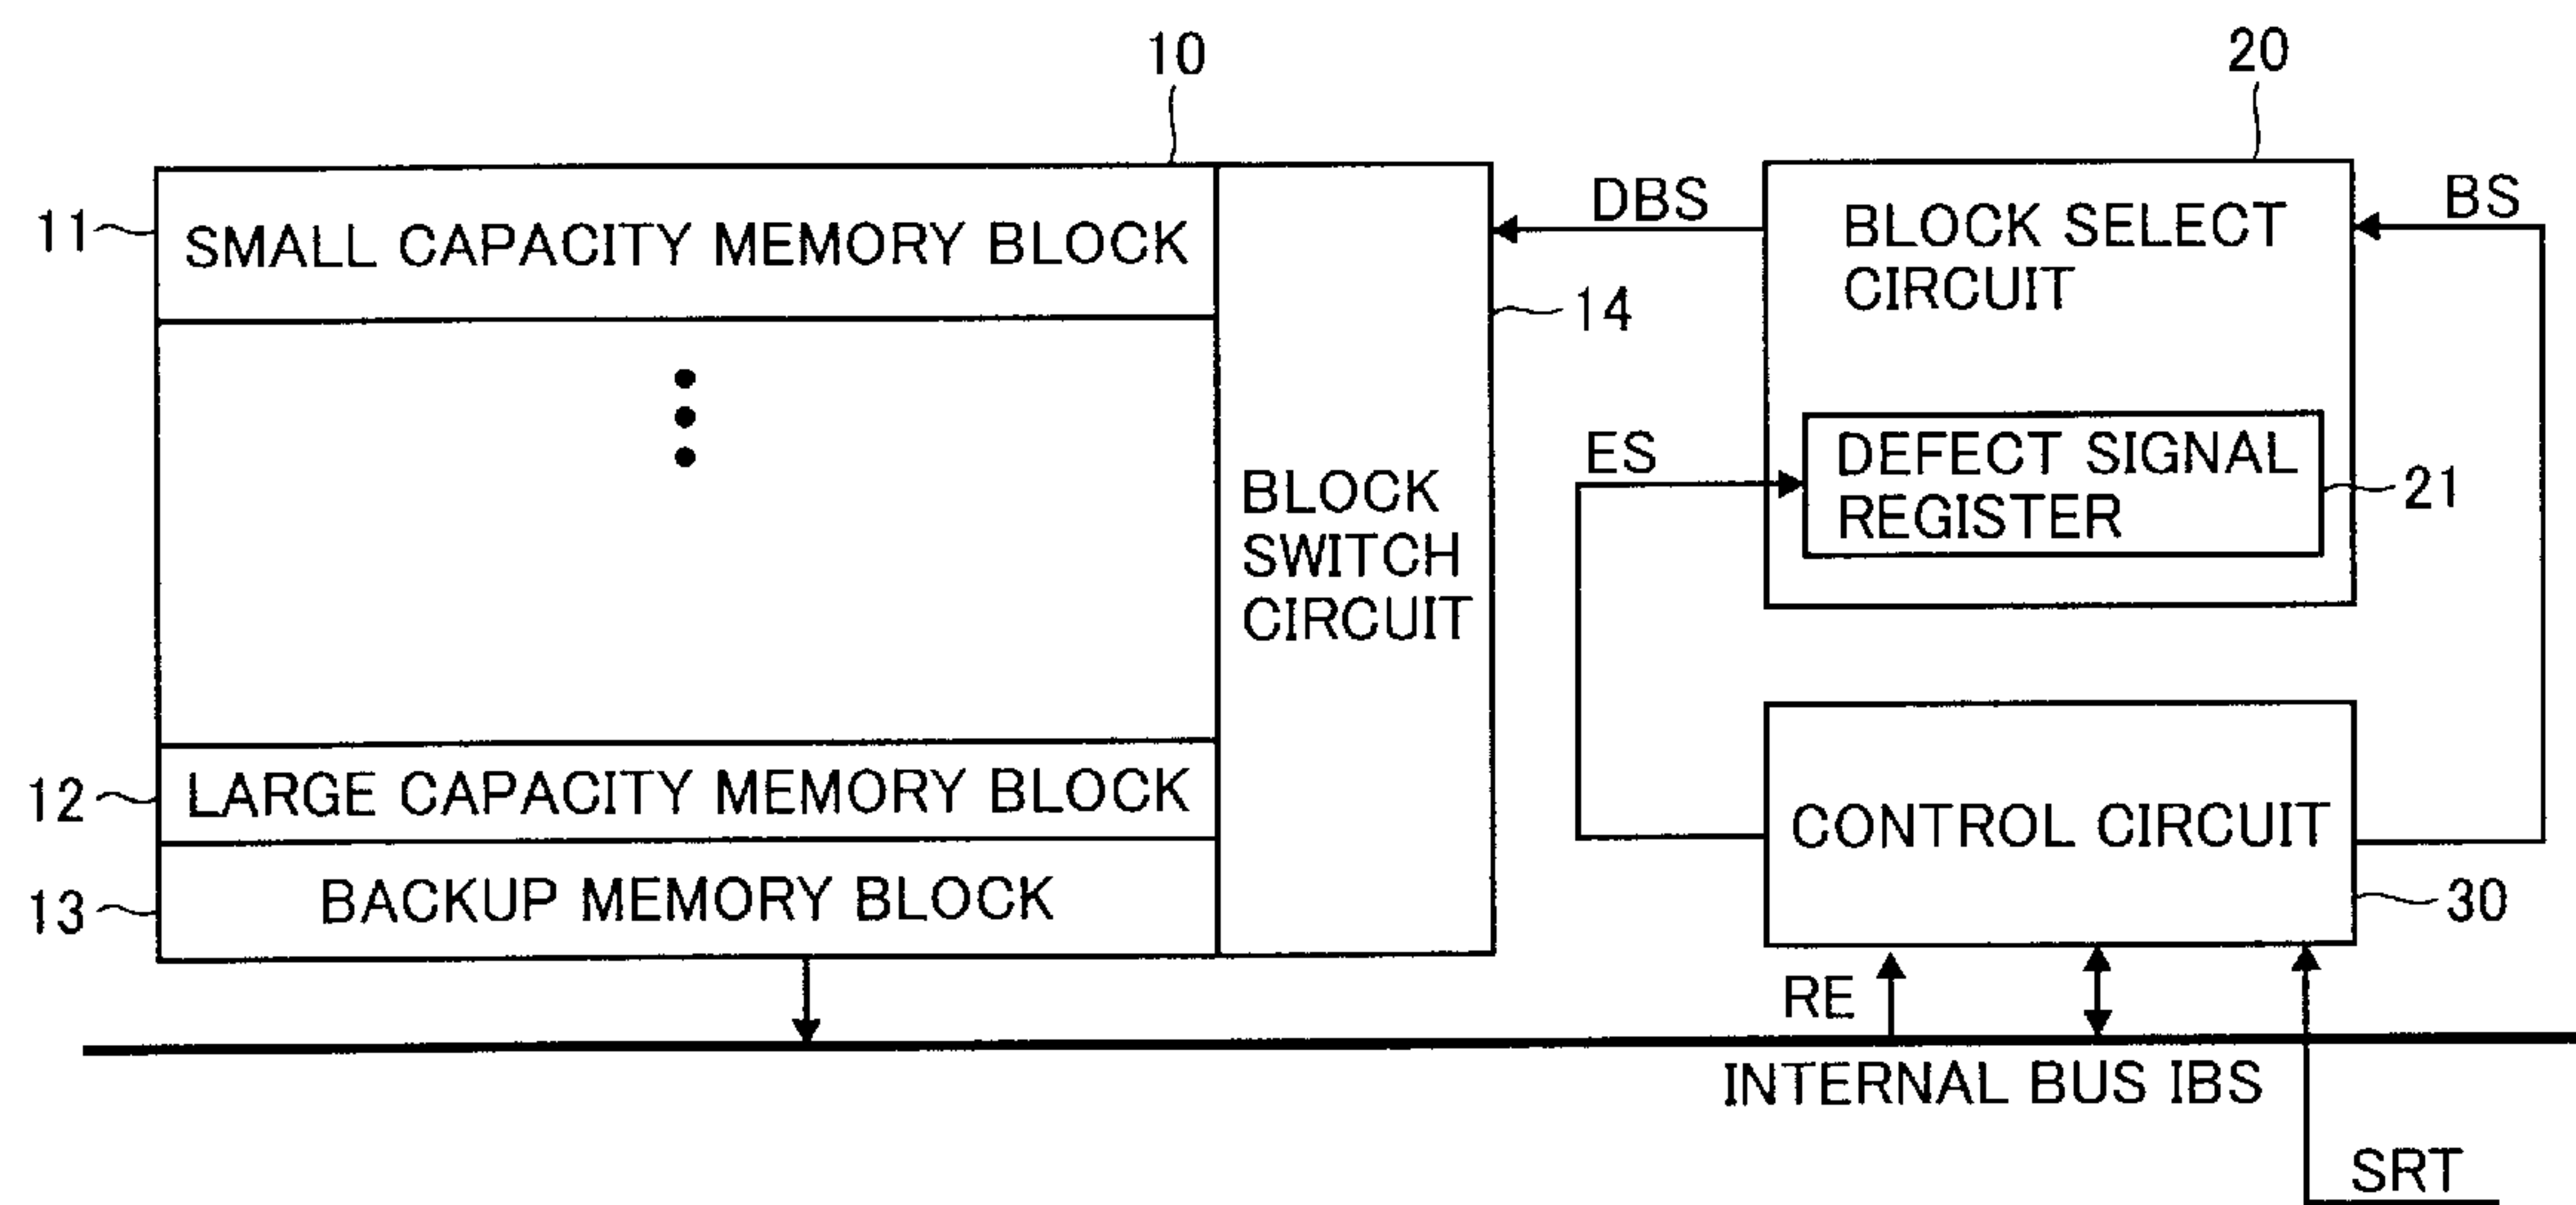 10
20
11
SMALL CAPACITY MEMORY BLOCK
DBS
BLOCK SELECT
CIRCUIT
BS
14
BLOCK
SWITCH
CIRCUIT
ES
DEFECT SIGNAL
REGISTER
21
12
LARGE CAPACITY MEMORY BLOCK
CONTROL CIRCUIT
13
BACKUP MEMORY BLOCK
30
RE
INTERNAL BUS IBS
SRT